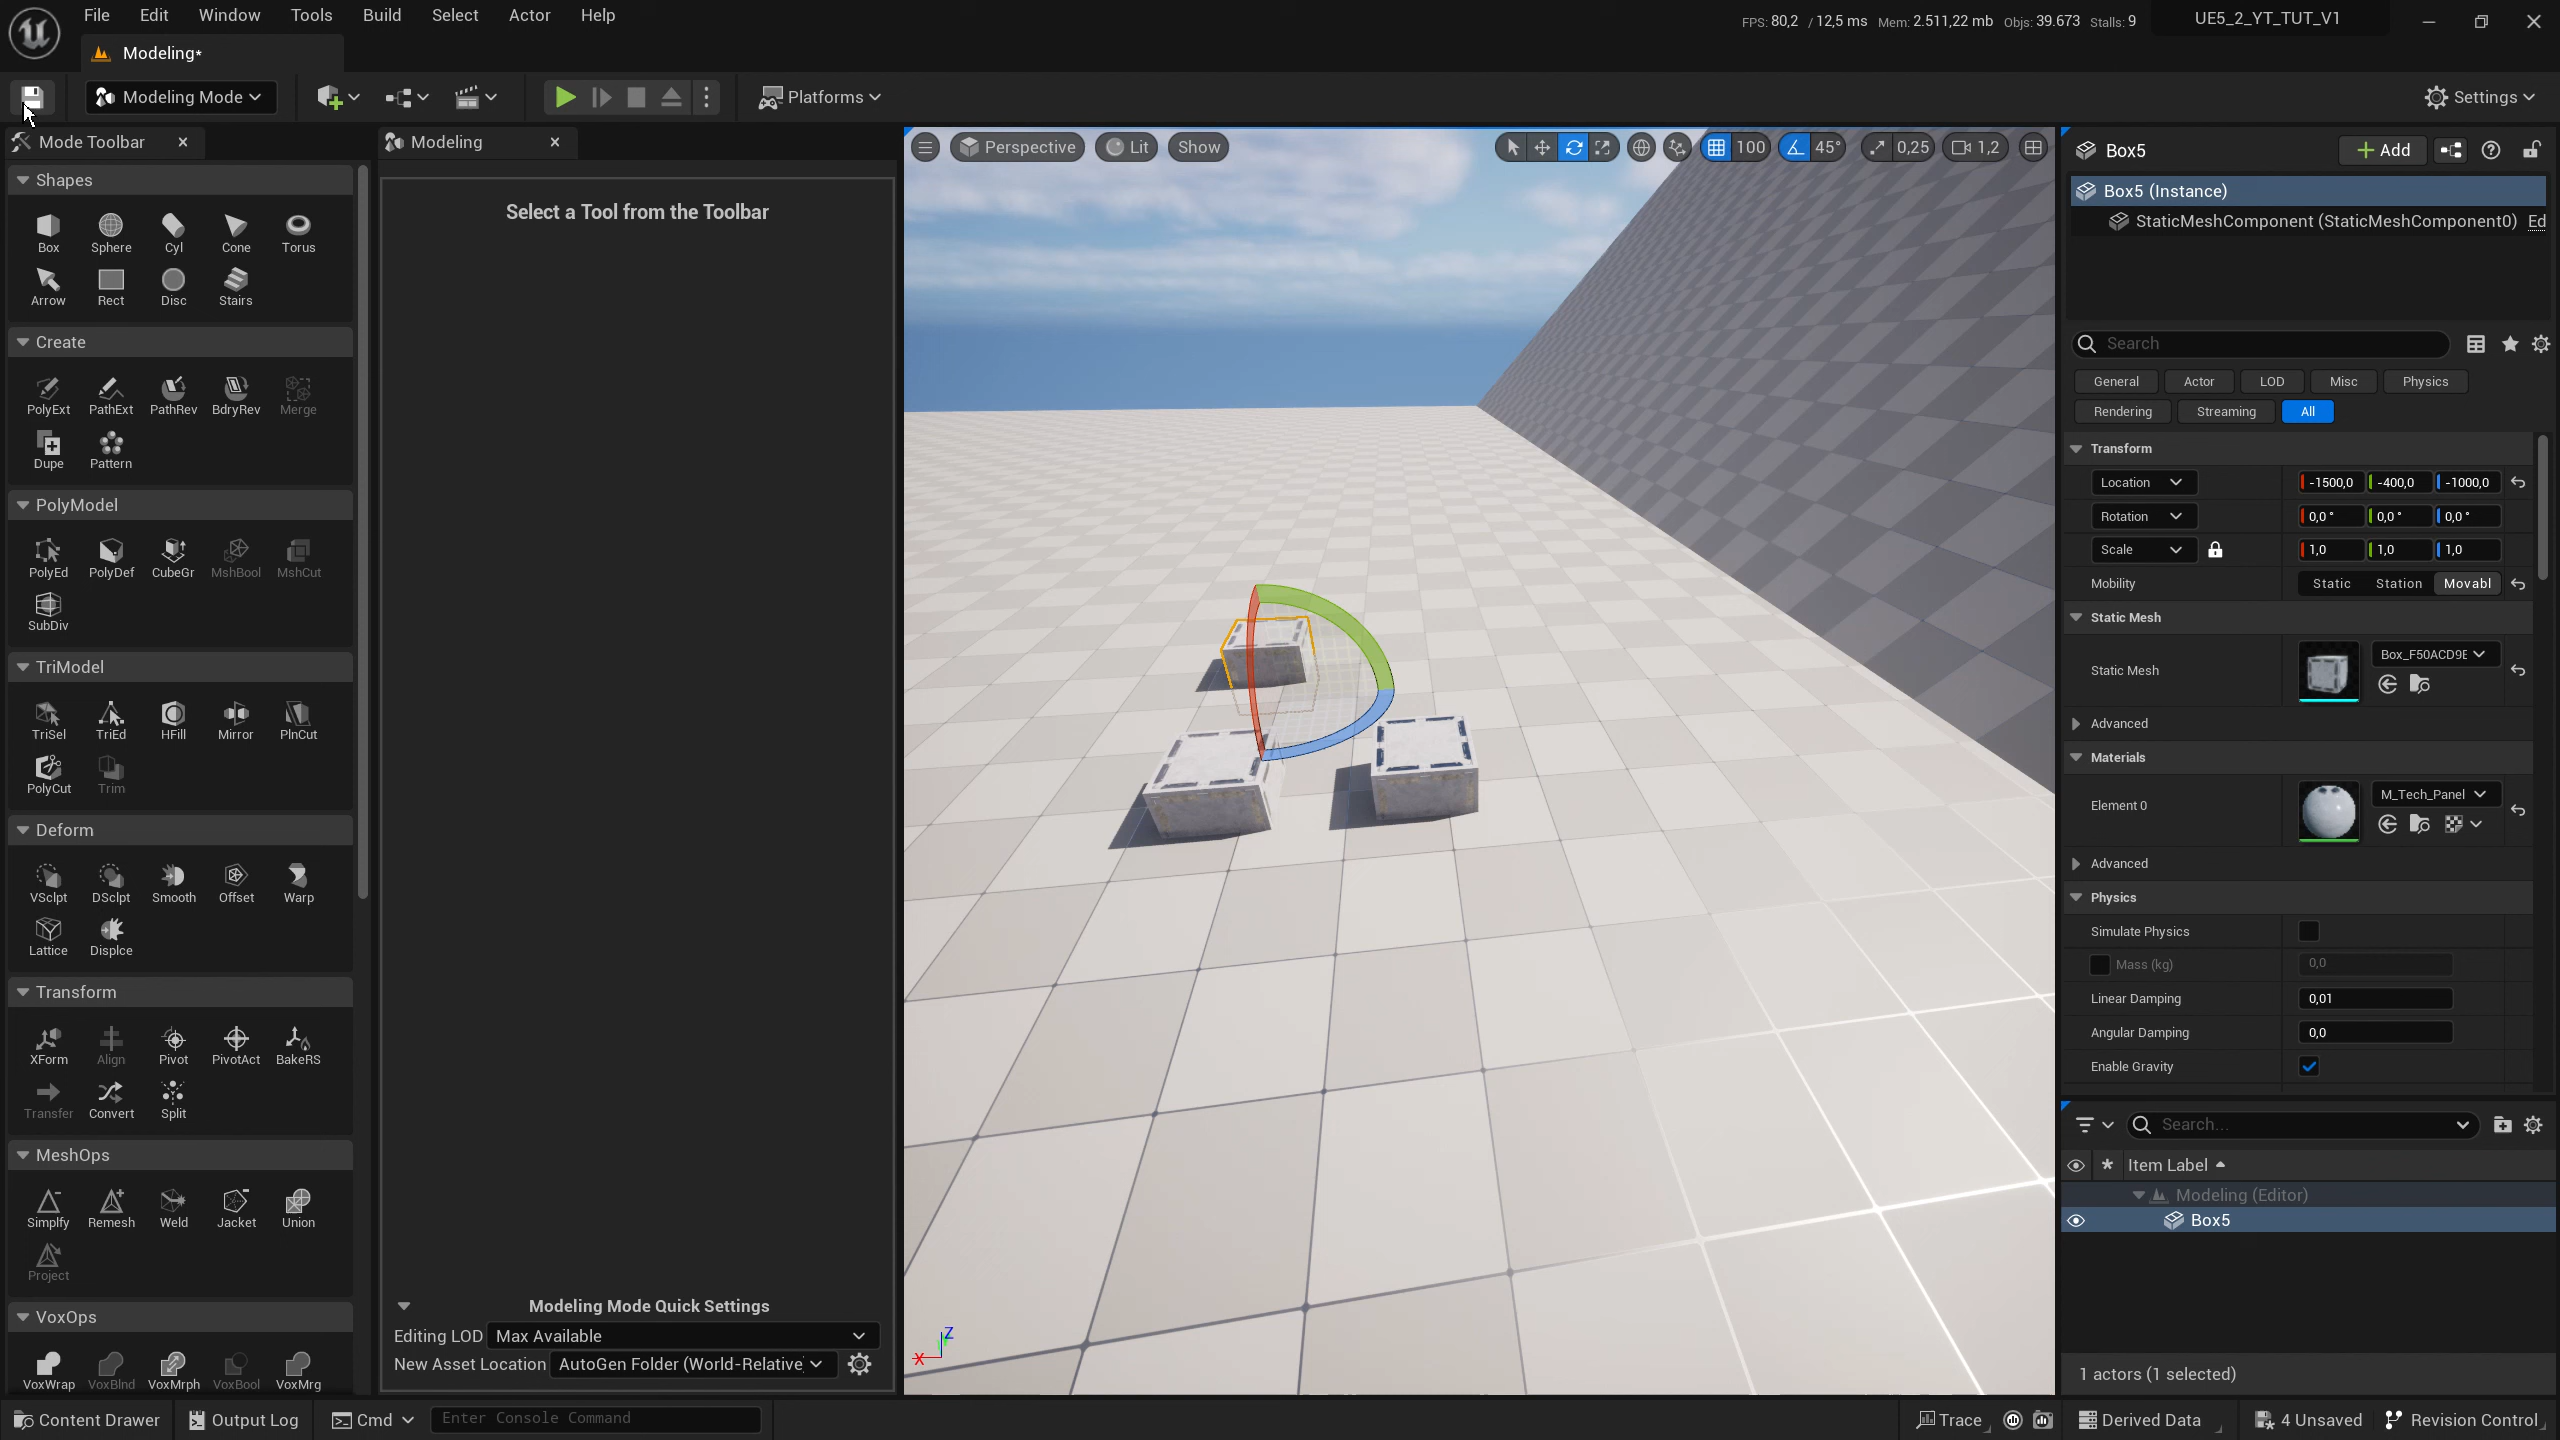 File Edit Window Tools Build Select Actor Help
FPS: 80,2 / 12,5 ms Mem: 2.511,22 mb Objs: 39.673 Stalls: 9
UE5_2_YT_TUT_V1
Modeling*
Modeling Mode
Platforms
Settings
Mode Toolbar
Shapes
Box Sphere Cyl Cone Torus
Arrow Rect Disc Stairs
Create
PolyExt PathExt PathRev BdryRev Merge
Dupe Pattern
PolyModel
PolyEd PolyDef CubeGr MshBool MshCut
SubDiv
TriModel
TriSel TriEd HFill Mirror PlnCut
PolyCut Trim
Deform
VSclpt DSclpt Smooth Offset Warp
Lattice Displce
Transform
XForm Align Pivot PivotAct BakeRS
Transfer Convert Split
MeshOps
Simplfy Remesh Weld Jacket Union
Project
VoxOps
VoxWrap VoxBlnd VoxMrph VoxBool VoxMrg
Modeling
Select a Tool from the Toolbar
Modeling Mode Quick Settings
Editing LOD Max Available
New Asset Location AutoGen Folder (World-Relative)
Perspective Lit Show
100 45° 0,25 1,2
Z
X
Box5
+ Add
Box5 (Instance)
StaticMeshComponent (StaticMeshComponent0) Ed
Search
General Actor LOD Misc Physics
Rendering Streaming All
Transform
Location -1500,0 -400,0 -1000,0
Rotation 0,0 ° 0,0 ° 0,0 °
Scale 1,0 1,0 1,0
Mobility Static Station Movabl
Static Mesh
Static Mesh Box_F50ACD9E
Advanced
Materials
Element 0 M_Tech_Panel
Advanced
Physics
Simulate Physics
Mass (kg) 0,0
Linear Damping 0,01
Angular Damping 0,0
Enable Gravity
Search...
Item Label
Modeling (Editor)
Box5
1 actors (1 selected)
Content Drawer Output Log Cmd Enter Console Command
Trace Derived Data 4 Unsaved Revision Control